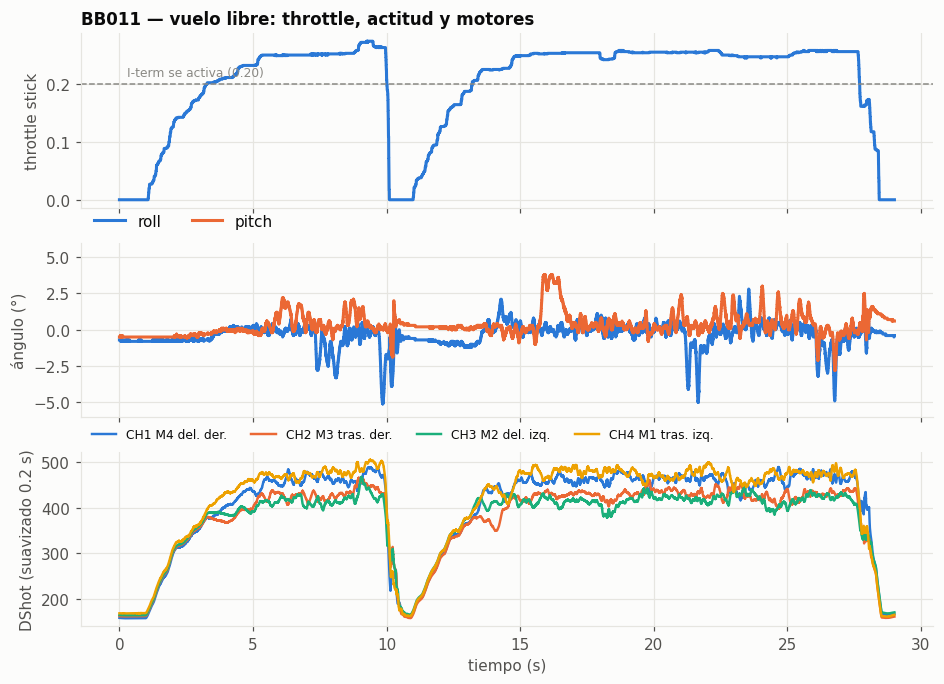 BB011 — vuelo libre: throttle, actitud y motores
throttle stick
0.2
0.1
0.0
I-term se activa (0.20)
roll
pitch
ángulo (°)
5.0
2.5
0.0
−2.5
−5.0
CH1 M4 del. der.
CH2 M3 tras. der.
CH3 M2 del. izq.
CH4 M1 tras. izq.
DShot (suavizado 0.2 s)
500
400
300
200
0
5
10
15
20
25
30
tiempo (s)